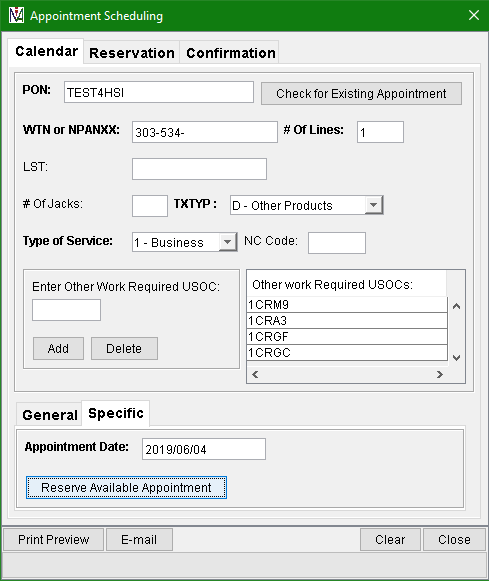 Appointment Scheduling
Calendar Reservation Confirmation
PON: TEST4HSI Check for Existing Appointment
WTN or NPANXX: 303-534- # Of Lines: 1
LST:
# Of Jacks: TXTYP : D - Other Products
Type of Service: 1 - Business NC Code:
Enter Other Work Required USOC:
Add Delete
Other work Required USOCs:
1CRM9
1CRA3
1CRGF
1CRGC
General Specific
Appointment Date: 2019/06/04
Reserve Available Appointment
Print Preview E-mail Clear Close